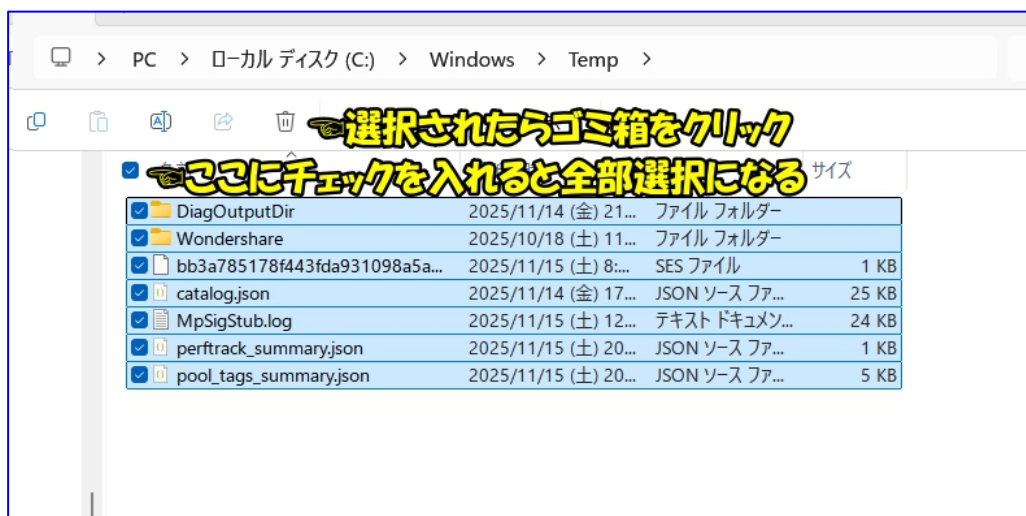 PC > ローカル ディスク (C:) > Windows > Temp >
☜選択されたらゴミ箱をクリック
☜ここにチェックを入れると全部選択になる サイズ
DiagOutputDir 2025/11/14 (金) 21... ファイル フォルダー
Wondershare 2025/10/18 (土) 11... ファイル フォルダー
bb3a785178f443fda931098a5a... 2025/11/15 (土) 8:... SES ファイル 1 KB
catalog.json 2025/11/14 (金) 17... JSON ソース ファ... 25 KB
MpSigStub.log 2025/11/15 (土) 12... テキスト ドキュメン... 24 KB
perftrack_summary.json 2025/11/15 (土) 20... JSON ソース ファ... 1 KB
pool_tags_summary.json 2025/11/15 (土) 20... JSON ソース ファ... 5 KB